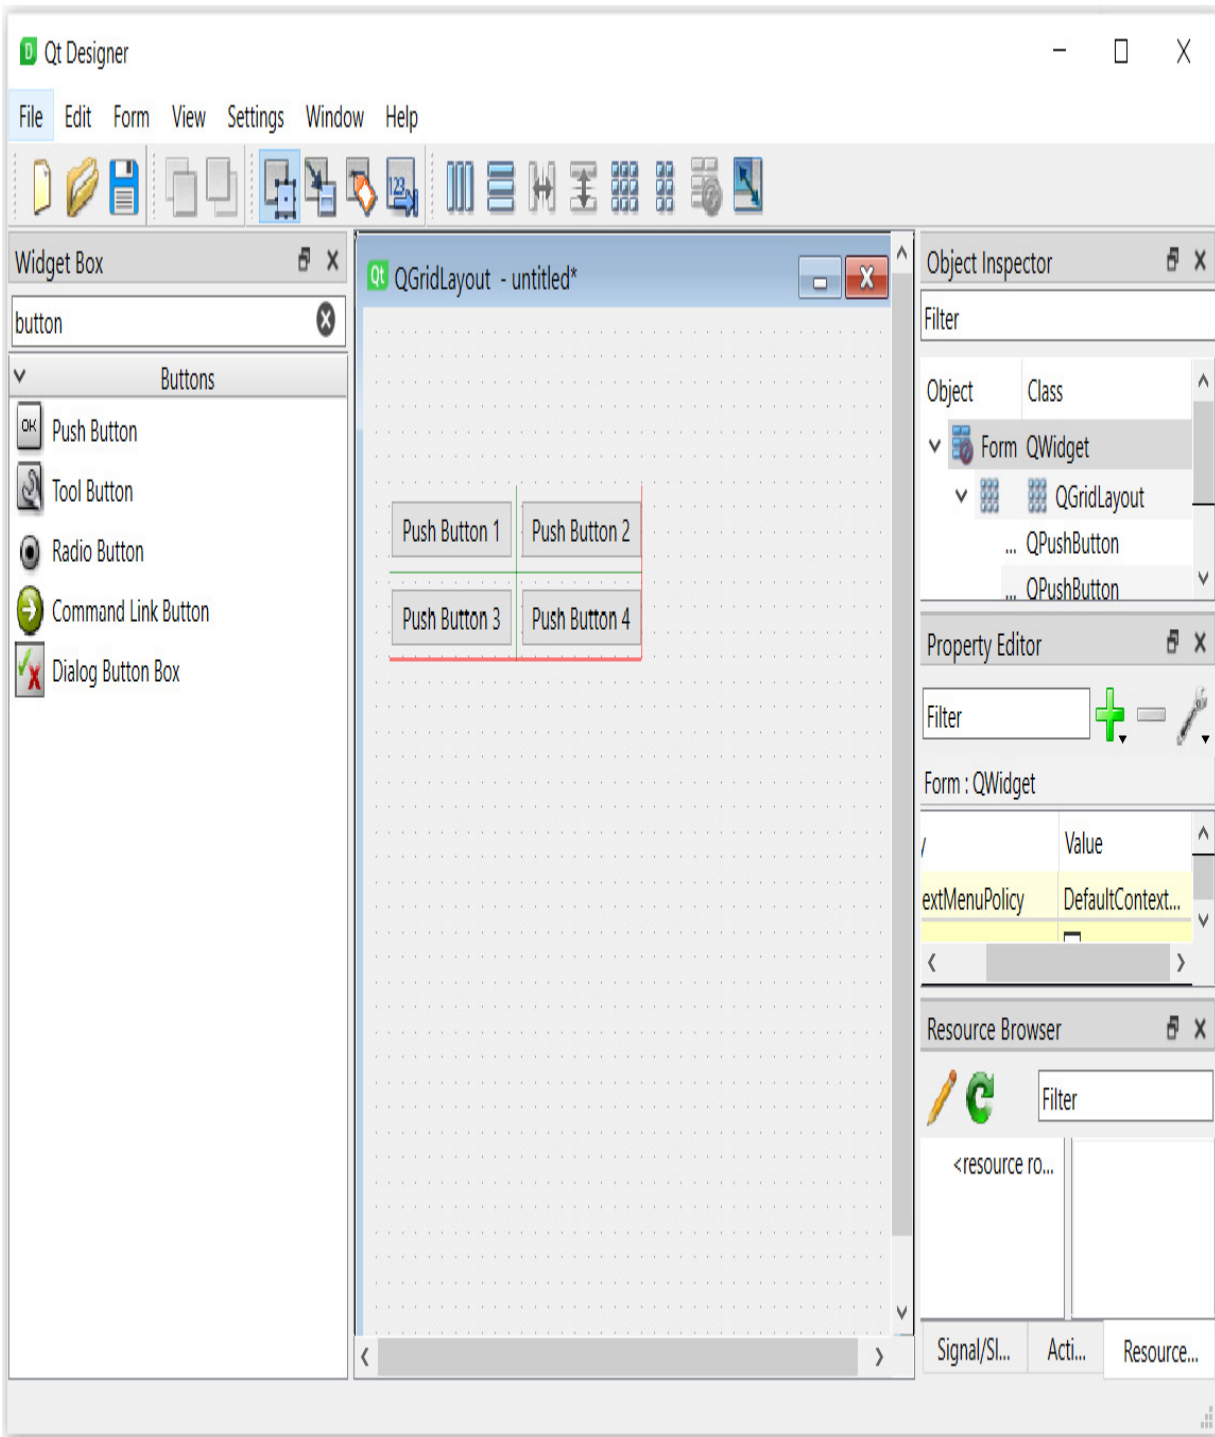 Qt Designer
File Edit Form View Settings Window Help
123
Widget Box
button
Buttons
OK Push Button
Tool Button
Radio Button
Command Link Button
Dialog Button Box
Qt QGridLayout - untitled*
Push Button 1 Push Button 2
Push Button 3 Push Button 4
Object Inspector
Filter
Object Class
Form QWidget
QGridLayout
... QPushButton
... QPushButton
Property Editor
Filter
Form : QWidget
Value
extMenuPolicy DefaultContext...
Resource Browser
Filter
<resource ro...
Signal/Sl... Acti... Resource...